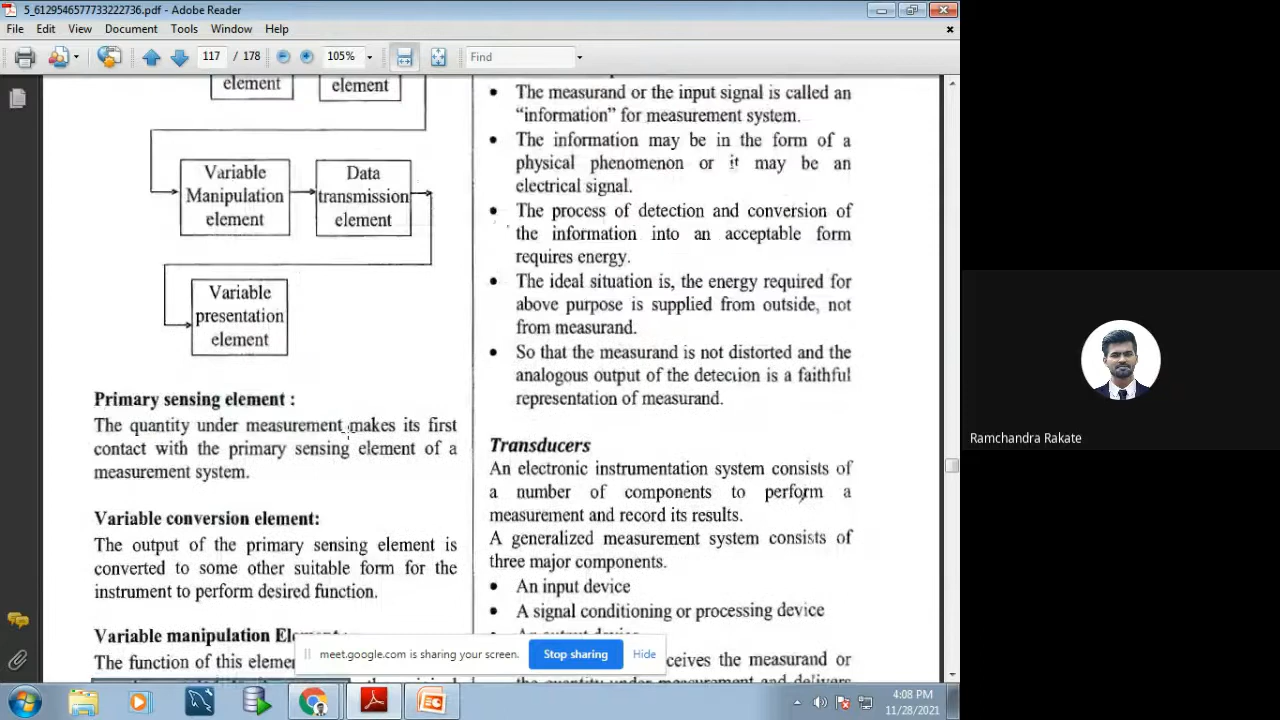 5_6129546577733222736.pdf - Adobe Reader
File Edit View Document Tools Window Help
117 / 178 105% Find
element element
Variable
Manipulation
element
Data
transmission
element
Variable
presentation
element
Primary sensing element :
The quantity under measurement makes its first
contact with the primary sensing element of a
measurement system.
Variable conversion element:
The output of the primary sensing element is
converted to some other suitable form for the
instrument to perform desired function.
Variable manipulation
The function of this
• The measurand or the input signal is called an
“information” for measurement system.
• The information may be in the form of a
physical phenomenon or it may be an
electrical signal.
• The process of detection and conversion of
the information into an acceptable form
requires energy.
• The ideal situation is, the energy required for
above purpose is supplied from outside, not
from measurand.
• So that the measurand is not distorted and the
analogous output of the detection is a faithful
representation of measurand.
Transducers
An electronic instrumentation system consists of
a number of components to perform a
measurement and record its results.
A generalized measurement system consists of
three major components.
• An input device
• A signal conditioning or processing device
the measurand or
meet.google.com is sharing your screen. Stop sharing Hide
Ramchandra Rakate
4:08 PM
11/28/2021